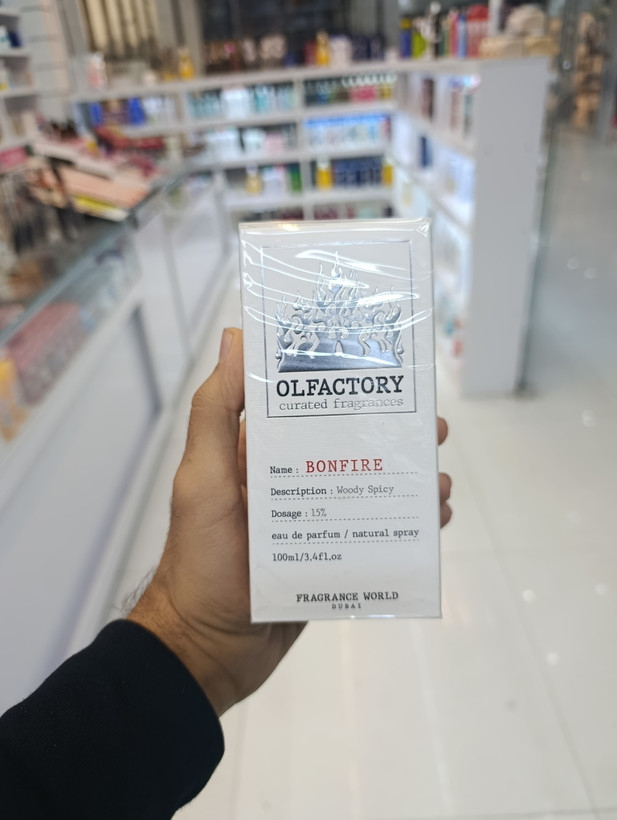 OLFACTORY
curated fragrances
Name : BONFIRE
Description : Woody Spicy
Dosage : 15%
eau de parfum / natural spray
100ml/3.4fl.oz
FRAGRANCE WORLD
DUBAI